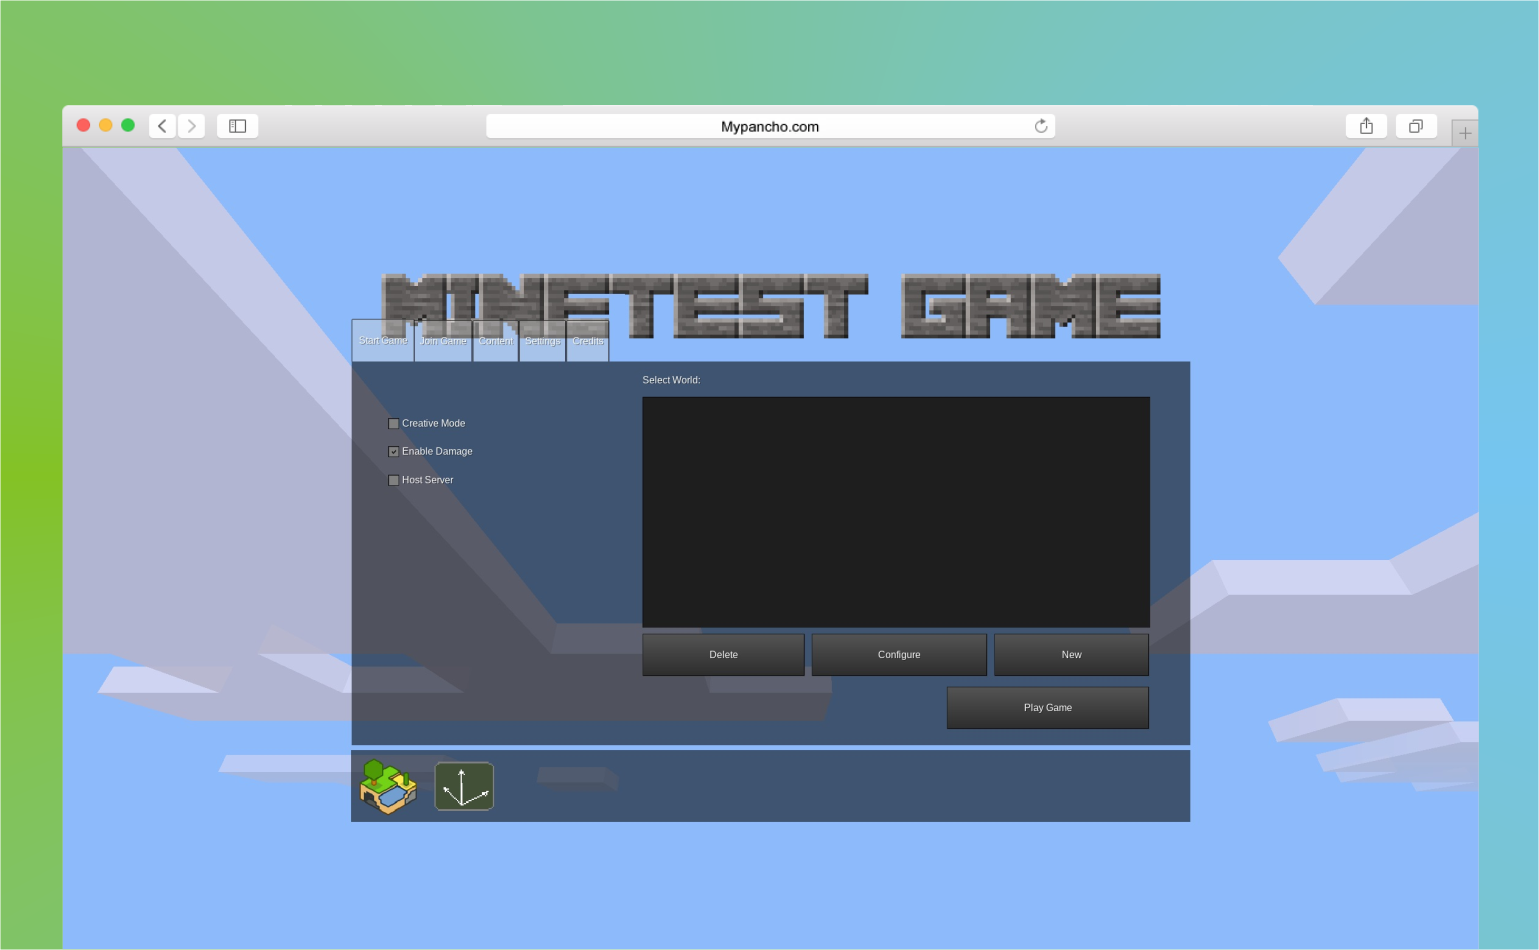 Mypancho.com
MINETEST GAME
Start Game Join Game Content Settings Credits
Select World:
Creative Mode
Enable Damage
Host Server
Delete Configure New
Play Game